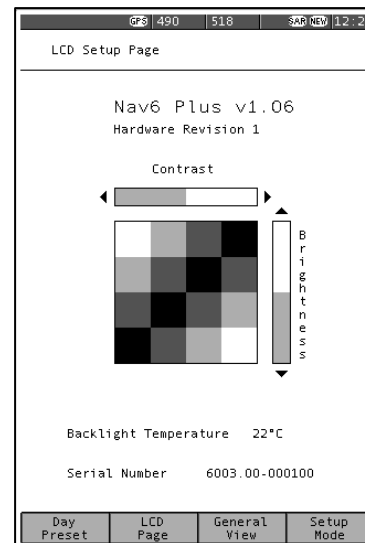 GPS 490 518 SAR NEW 12:2
LCD Setup Page
Nav6 Plus v1.06
Hardware Revision 1
Contrast
Brightness
Backlight Temperature 22°C
Serial Number 6003.00-000100
Day Preset
LCD Page
General View
Setup Mode